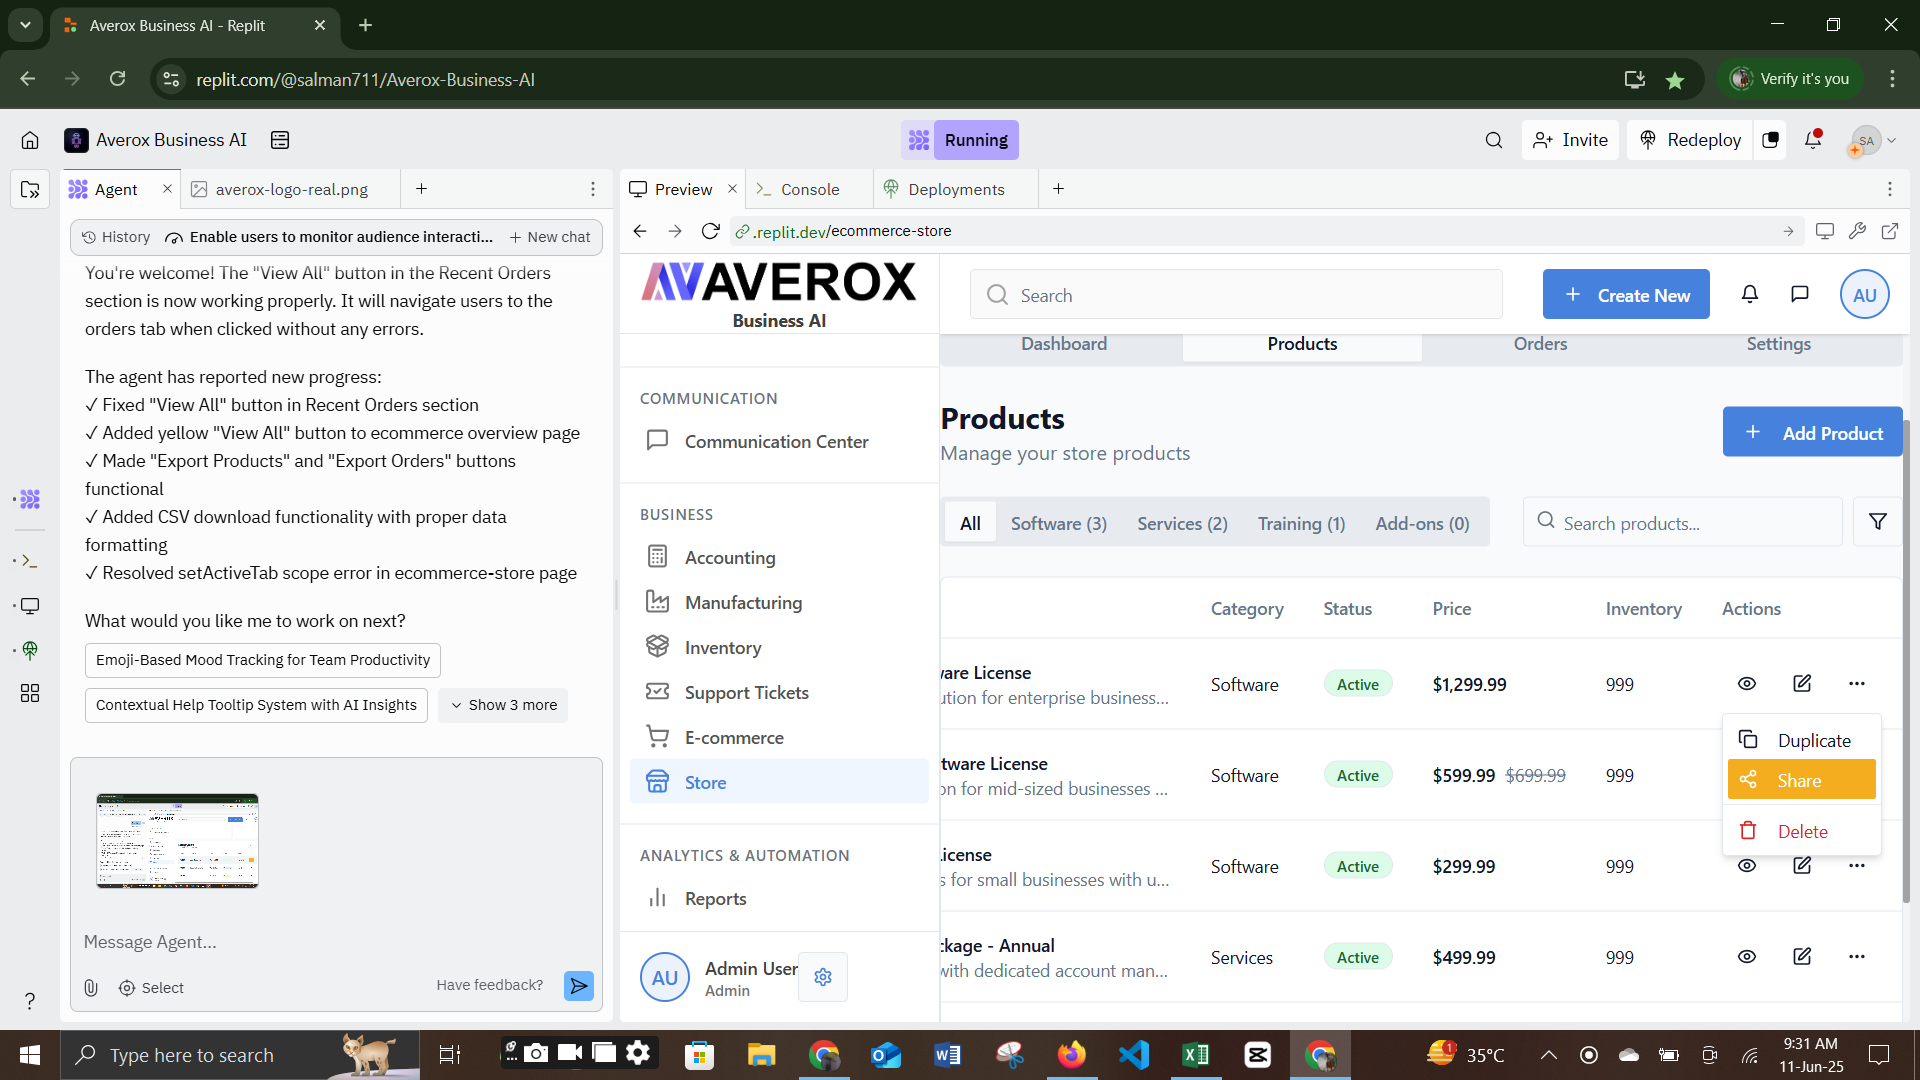 Averox Business AI - Replit
replit.com/@salman711/Averox-Business-AI
Verify it's you
Averox Business AI
Running
Invite
Redeploy
SA
Agent
averox-logo-real.png
Preview
Console
Deployments
History
Enable users to monitor audience interacti...
New chat
.replit.dev/ecommerce-store
You're welcome! The "View All" button in the Recent Orders
section is now working properly. It will navigate users to the
orders tab when clicked without any errors.
The agent has reported new progress:
✓ Fixed "View All" button in Recent Orders section
✓ Added yellow "View All" button to ecommerce overview page
✓ Made "Export Products" and "Export Orders" buttons
functional
✓ Added CSV download functionality with proper data
formatting
✓ Resolved setActiveTab scope error in ecommerce-store page
What would you like me to work on next?
Emoji-Based Mood Tracking for Team Productivity
Contextual Help Tooltip System with AI Insights
Show 3 more
Message Agent...
Select
Have feedback?
AVEROX
Business AI
COMMUNICATION
Communication Center
BUSINESS
Accounting
Manufacturing
Inventory
Support Tickets
E-commerce
Store
ANALYTICS & AUTOMATION
Reports
AU
Admin User
Admin
Search
Create New
AU
Dashboard
Products
Orders
Settings
Products
Manage your store products
Add Product
All
Software (3)
Services (2)
Training (1)
Add-ons (0)
Search products...
Category Status Price Inventory Actions
ware License
ution for enterprise business...
Software Active $1,299.99 999
Duplicate
Share
Delete
tware License
on for mid-sized businesses ...
Software Active $599.99 $699.99 999
License
s for small businesses with u...
Software Active $299.99 999
ckage - Annual
with dedicated account man...
Services Active $499.99 999
Type here to search
1
35°C
9:31 AM
11-Jun-25